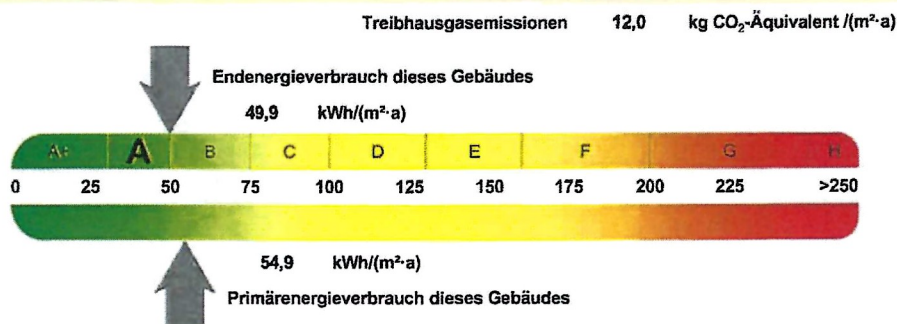 Treibhausgasemissionen 12,0 kg CO₂-Äquivalent /(m²·a)
Endenergieverbrauch dieses Gebäudes
49,9 kWh/(m²·a)
A+ A B C D E F G H
0 25 50 75 100 125 150 175 200 225 >250
54,9 kWh/(m²·a)
Primärenergieverbrauch dieses Gebäudes